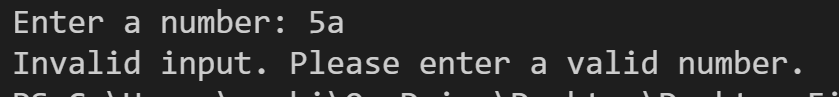 Enter a number: 5a
Invalid input. Please enter a valid number.